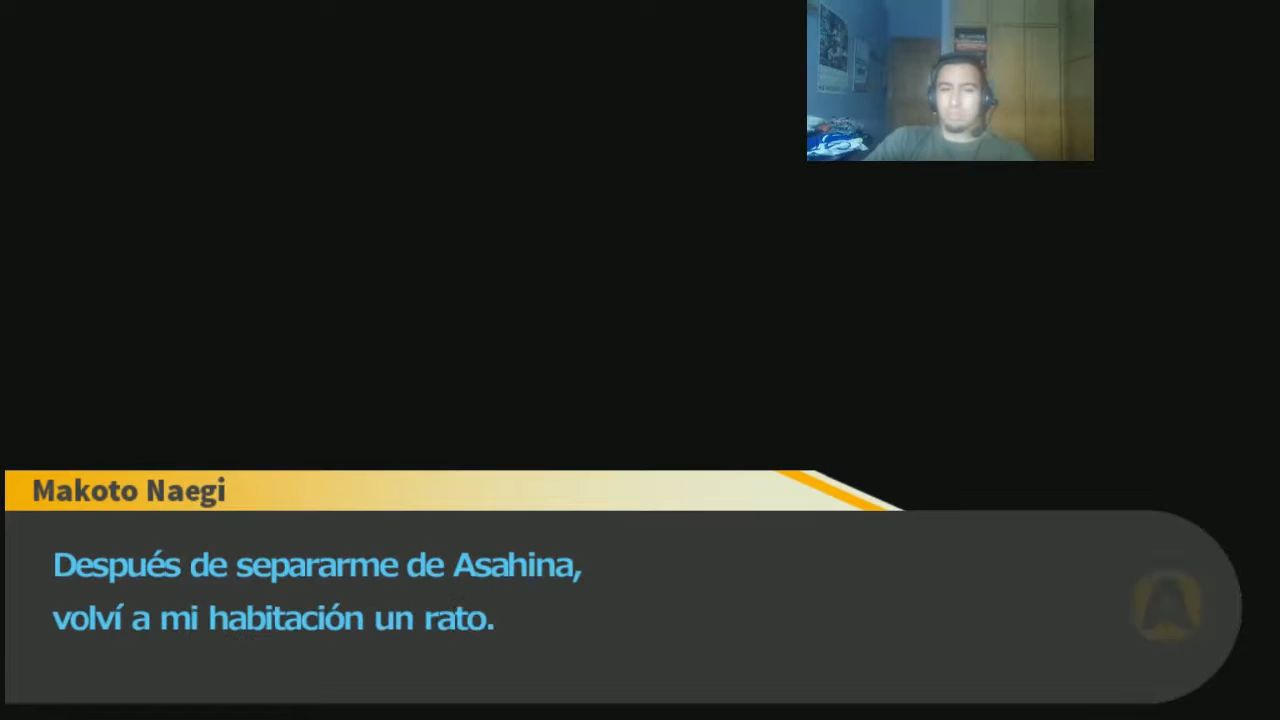 Makoto Naegi
Después de separarme de Asahina,
volví a mi habitación un rato.